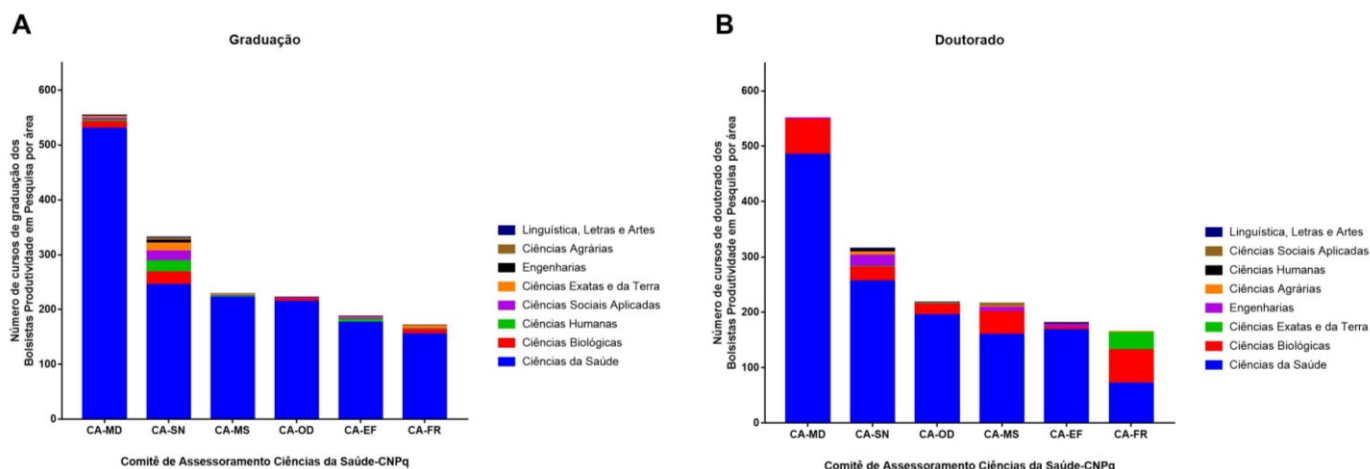 A
Graduação
Número de cursos de graduação dos
Bolsistas Produtividade em Pesquisa por área
600
500
400
300
200
100
0
CA-MD CA-SN CA-MS CA-OD CA-EF CA-FR
Comitê de Assessoramento Ciências da Saúde-CNPq
Linguística, Letras e Artes
Ciências Agrárias
Engenharias
Ciências Exatas e da Terra
Ciências Sociais Aplicadas
Ciências Humanas
Ciências Biológicas
Ciências da Saúde
B
Doutorado
Número de cursos de doutorado dos
Bolsistas Produtividade em Pesquisa por área
600
500
400
300
200
100
0
CA-MD CA-SN CA-OD CA-MS CA-EF CA-FR
Comitê de Assessoramento Ciências da Saúde-CNPq
Linguística, Letras e Artes
Ciências Sociais Aplicadas
Ciências Humanas
Ciências Agrárias
Engenharias
Ciências Exatas e da Terra
Ciências Biológicas
Ciências da Saúde